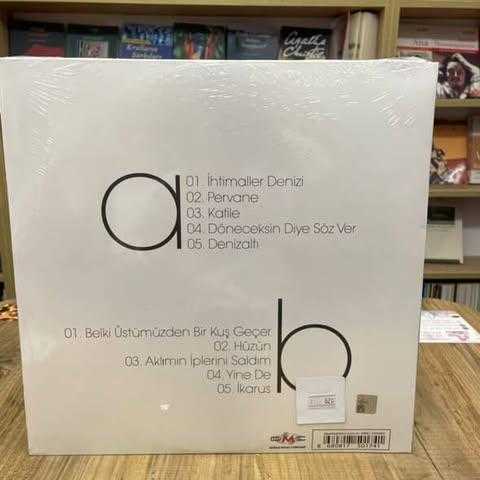 Kralların
Agatha
Christie
a
01. İhtimaller Denizi
02. Pervane
03. Katile
04. Döneceksin Diye Söz Ver
05. Denizaltı
b
01. Belki Üstümüzden Bir Kuş Geçer
02. Hüzün
03. Aklımın İplerini Saldım
04. Yine De
05. İkarus
M